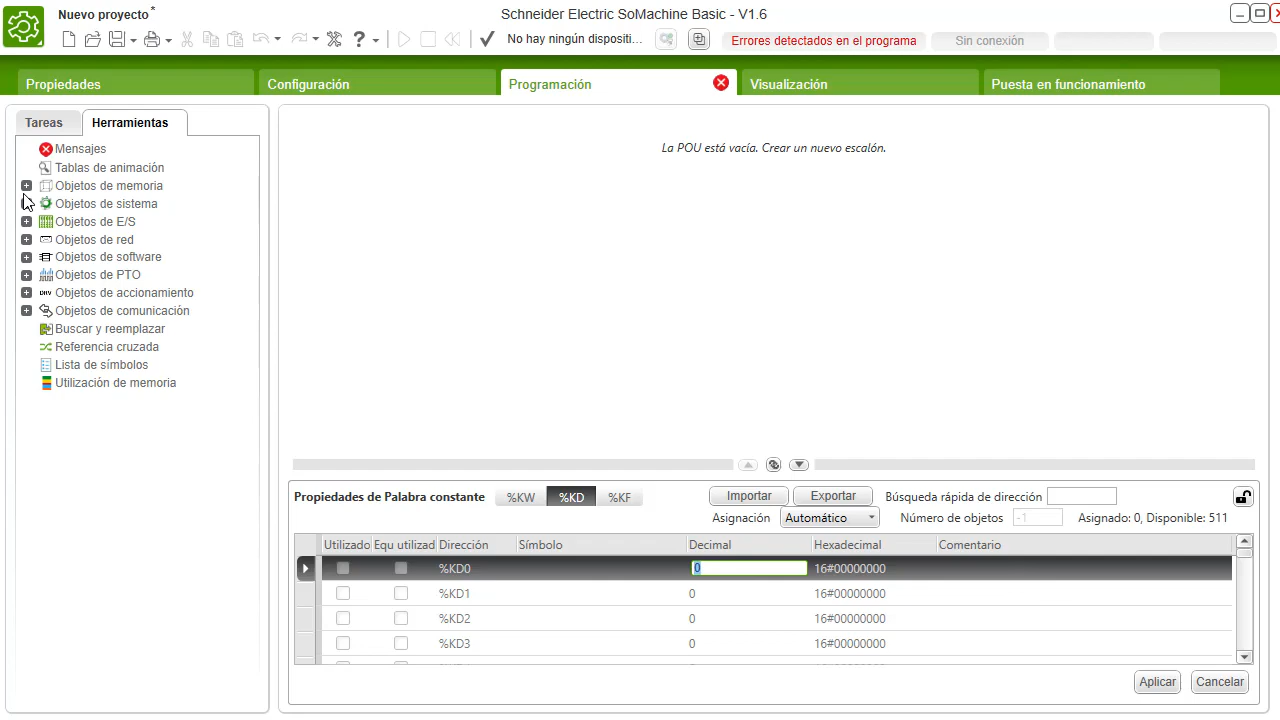 Nuevo proyecto *
Schneider Electric SoMachine Basic - V1.6
No hay ningún dispositi...
Errores detectados en el programa
Sin conexión
Propiedades
Configuración
Programación
Visualización
Puesta en funcionamiento
Tareas
Herramientas
Mensajes
Tablas de animación
Objetos de memoria
Objetos de sistema
Objetos de E/S
Objetos de red
Objetos de software
Objetos de PTO
DRV Objetos de accionamiento
Objetos de comunicación
Buscar y reemplazar
Referencia cruzada
Lista de símbolos
Utilización de memoria
La POU está vacía. Crear un nuevo escalón.
Propiedades de Palabra constante %KW %KD %KF Importar Exportar Búsqueda rápida de dirección
Asignación Automático Número de objetos -1 Asignado: 0, Disponible: 511
Utilizado Equ utilizad Dirección Símbolo Decimal Hexadecimal Comentario
%KD0 0 16#00000000
%KD1 0 16#00000000
%KD2 0 16#00000000
%KD3 0 16#00000000
Aplicar Cancelar